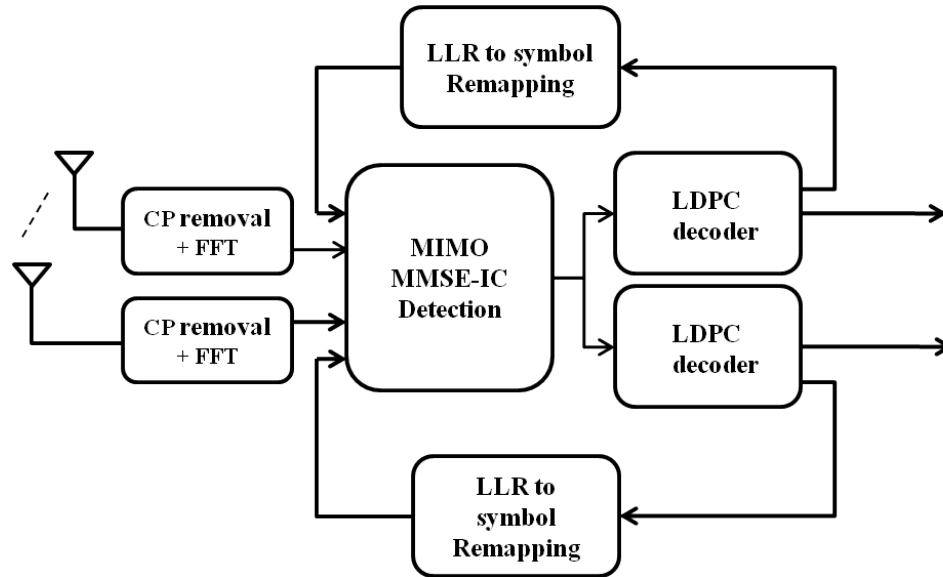 LLR to symbol
Remapping
CP removal
+ FFT
CP removal
+ FFT
MIMO
MMSE-IC
Detection
LDPC
decoder
LDPC
decoder
LLR to
symbol
Remapping